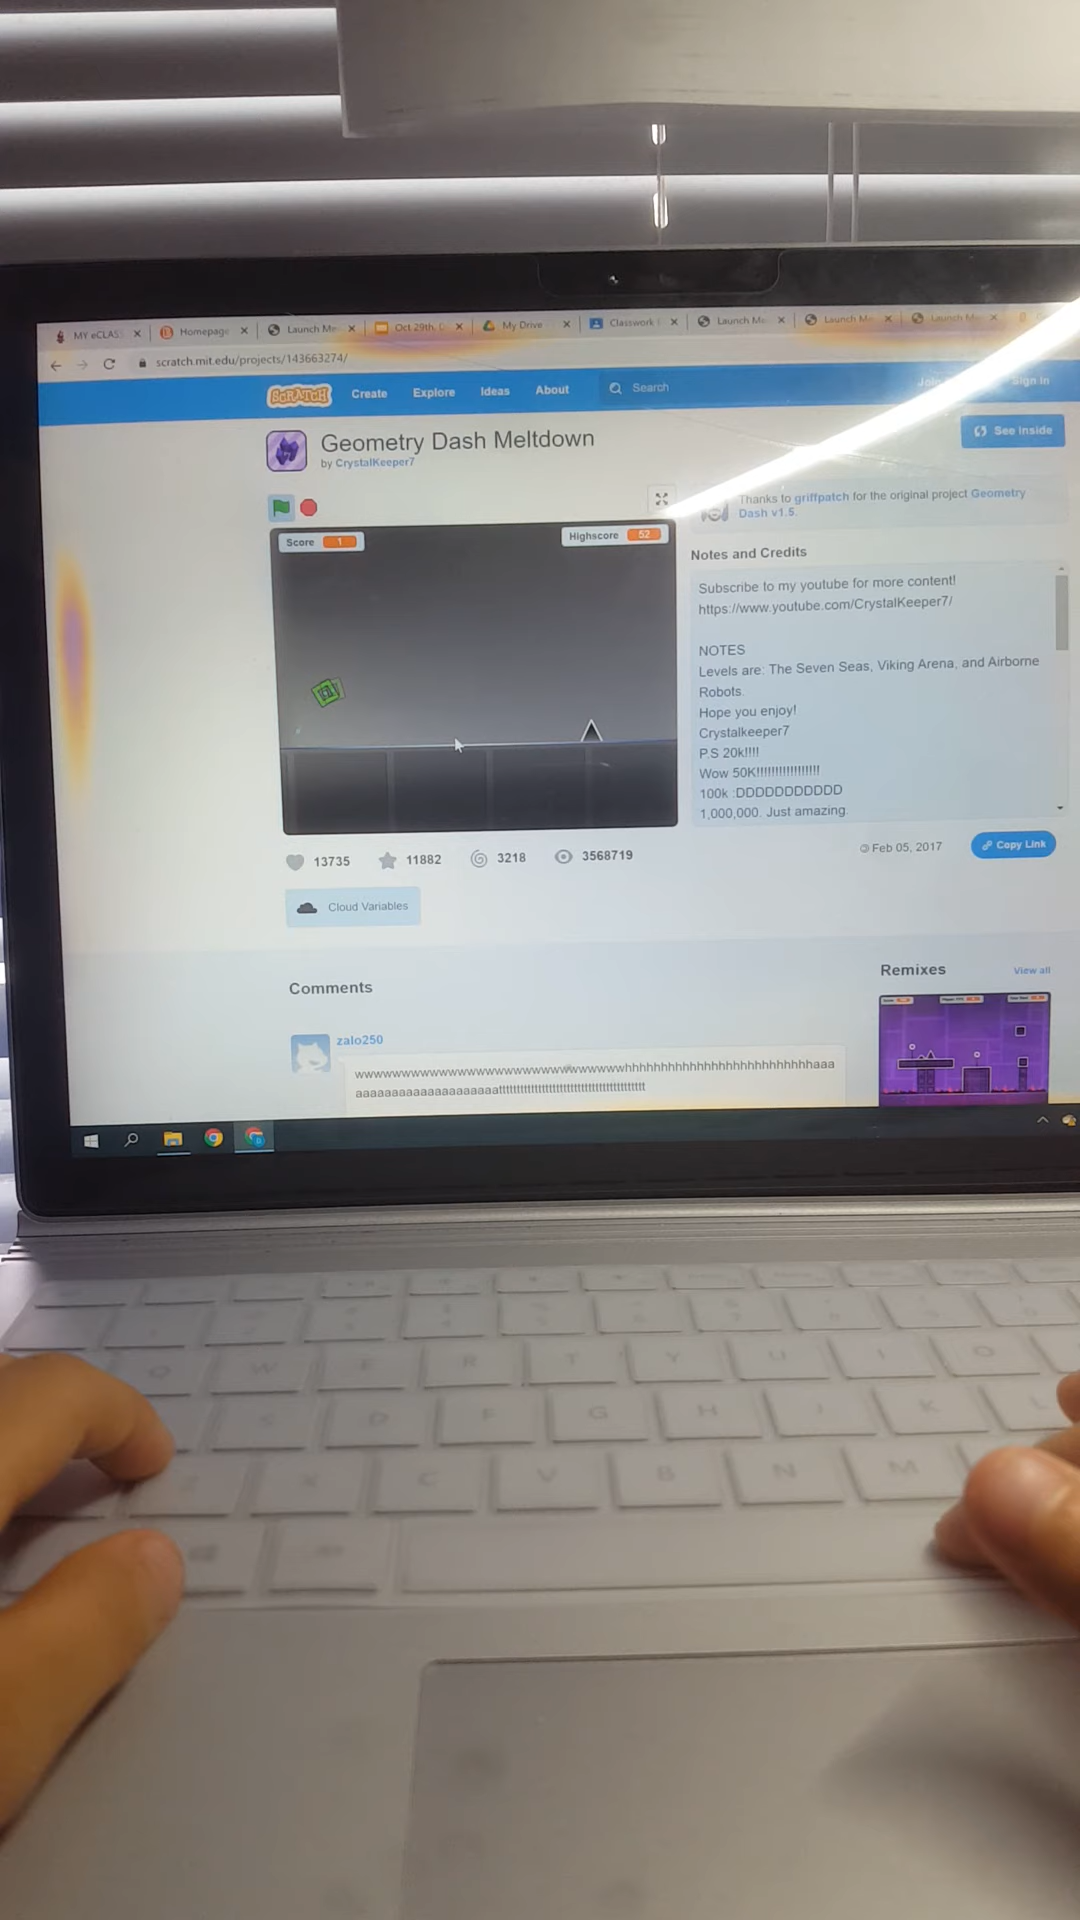 MY eCLAS
Homepage
Launch Me
Oct 29th,
My Drive
Classwork
Launch Me
Launch Me
Launch Me
scratch.mit.edu/projects/143663274/
SCRATCH
Create
Explore
Ideas
About
Search
Join
Sign In
Geometry Dash Meltdown
by CrystalKeeper7
See inside
Thanks to griffpatch for the original project Geometry
Dash v1.5.
Score 1
Highscore 52
Notes and Credits
Subscribe to my youtube for more content!
https://www.youtube.com/CrystalKeeper7/
NOTES
Levels are: The Seven Seas, Viking Arena, and Airborne
Robots.
Hope you enjoy!
Crystalkeeper7
P.S 20k!!!!
Wow 50K!!!!!!!!!!!!!!!!!
100k :DDDDDDDDDDD
1,000,000. Just amazing.
13735
11882
3218
3568719
© Feb 05, 2017
Copy Link
Cloud Variables
Comments
Remixes
View all
zalo250
W
E
R
T
Y
U
I
O
D
F
G
H
J
K
L
X
C
V
B
N
M